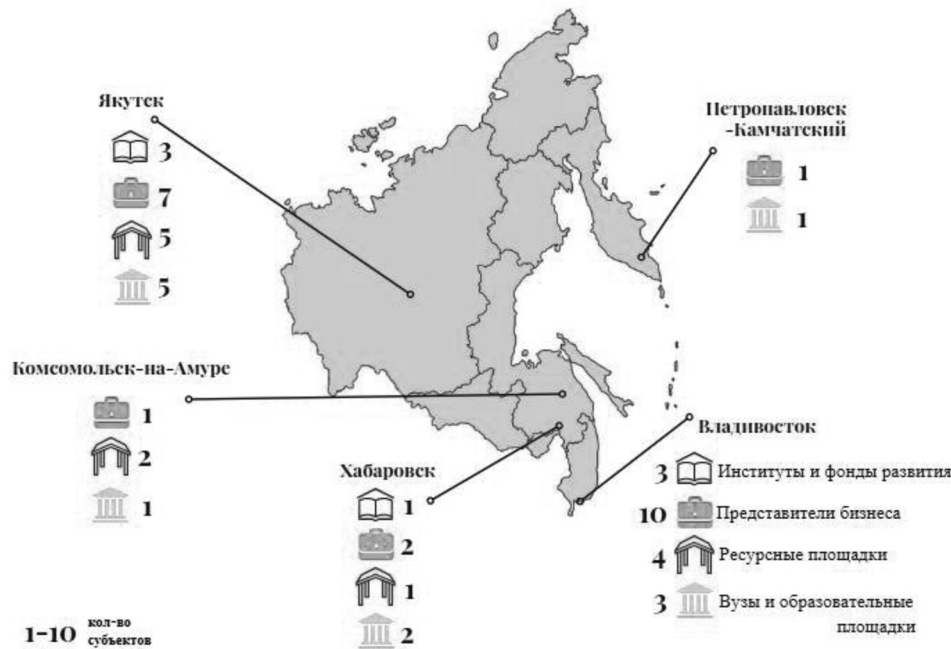 Якутск
3
7
5
5
Петропавловск
-Камчатский
1
1
Комсомольск-на-Амуре
1
2
1
Хабаровск
1
2
1
2
Владивосток
3 Институты и фонды развития
10 Представители бизнеса
4 Ресурсные площадки
3 Вузы и образовательные
площадки
1-10 кол-во
субъектов